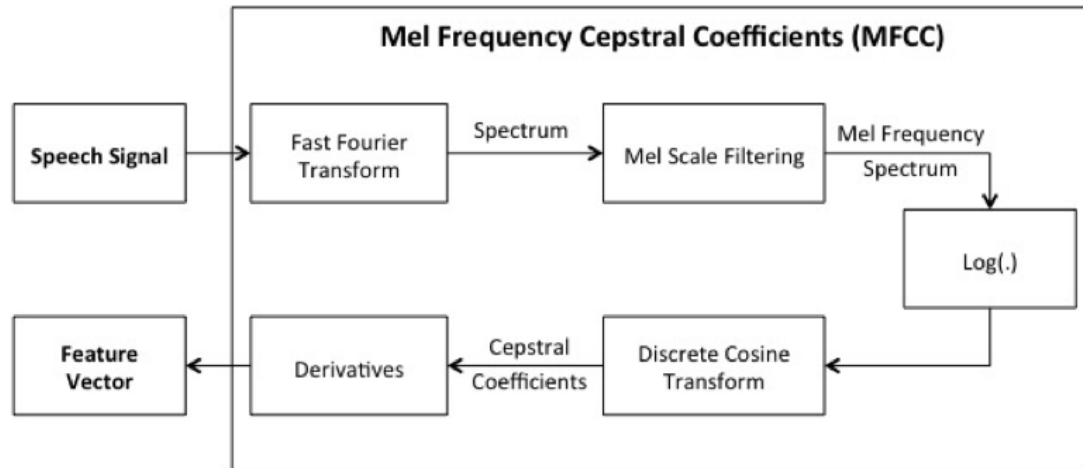 Mel Frequency Cepstral Coefficients (MFCC)
Speech Signal
Fast Fourier
Transform
Spectrum
Mel Scale Filtering
Mel Frequency
Spectrum
Log(.)
Discrete Cosine
Transform
Cepstral
Coefficients
Derivatives
Feature
Vector